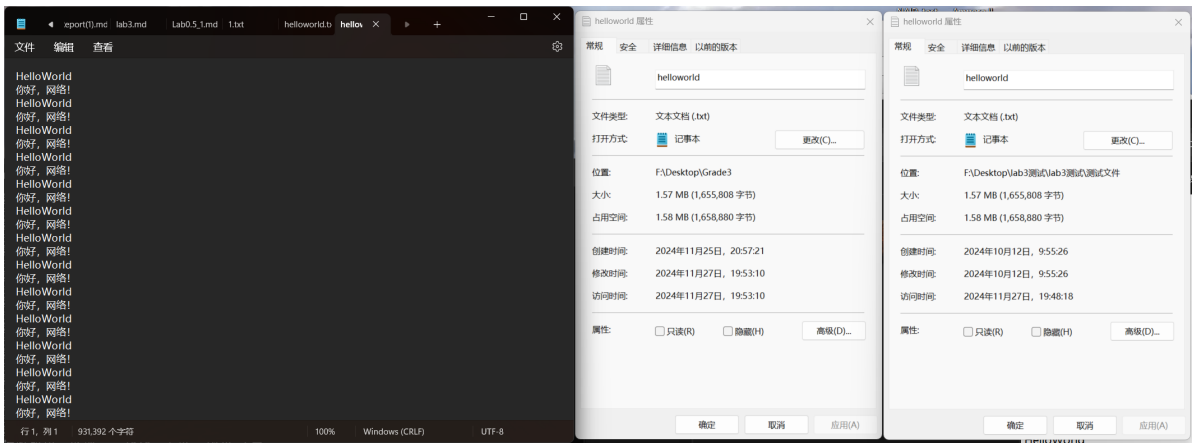 eport(1).md lab3.md Lab0.5_1.md 1.txt helloworld.t hellow
文件 编辑 查看
HelloWorld
你好，网络!
HelloWorld
你好，网络!
HelloWorld
你好，网络!
HelloWorld
你好，网络!
HelloWorld
你好，网络!
HelloWorld
你好，网络!
HelloWorld
你好，网络!
HelloWorld
你好，网络!
HelloWorld
你好，网络!
HelloWorld
你好，网络!
HelloWorld
你好，网络!
HelloWorld
你好，网络!
HelloWorld
你好，网络!
行 1，列 1 931,392 个字符 100% Windows (CRLF) UTF-8
helloworld 属性
常规 安全 详细信息 以前的版本
helloworld
文件类型: 文本文档 (.txt)
打开方式: 记事本 更改(C)...
位置: F:\Desktop\Grade3
大小: 1.57 MB (1,655,808 字节)
占用空间: 1.58 MB (1,658,880 字节)
创建时间: 2024年11月25日，20:57:21
修改时间: 2024年11月27日，19:53:10
访问时间: 2024年11月27日，19:53:10
属性: 只读(R) 隐藏(H) 高级(D)...
确定 取消 应用(A)
helloworld 属性
常规 安全 详细信息 以前的版本
helloworld
文件类型: 文本文档 (.txt)
打开方式: 记事本 更改(C)...
位置: F:\Desktop\lab3测试\lab3测试\测试文件
大小: 1.57 MB (1,655,808 字节)
占用空间: 1.58 MB (1,658,880 字节)
创建时间: 2024年10月12日，9:55:26
修改时间: 2024年10月12日，9:55:26
访问时间: 2024年11月27日，19:48:18
属性: 只读(R) 隐藏(H) 高级(D)...
确定 取消 应用(A)
HelloWorld